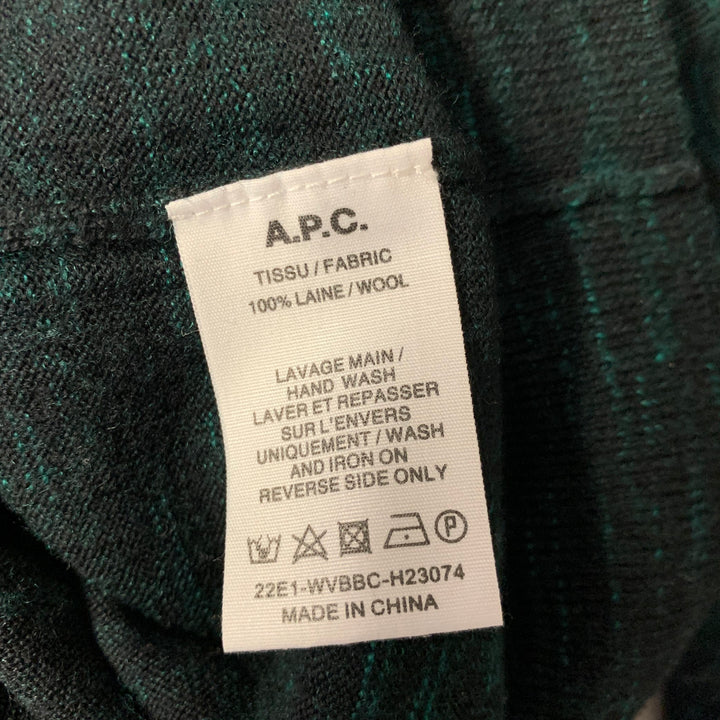 A.P.C.
TISSU / FABRIC
100% LAINE / WOOL
LAVAGE MAIN /
HAND WASH
LAVER ET REPASSER
SUR L'ENVERS
UNIQUEMENT / WASH
AND IRON ON
REVERSE SIDE ONLY
P
22E1-WVBBC-H23074
MADE IN CHINA